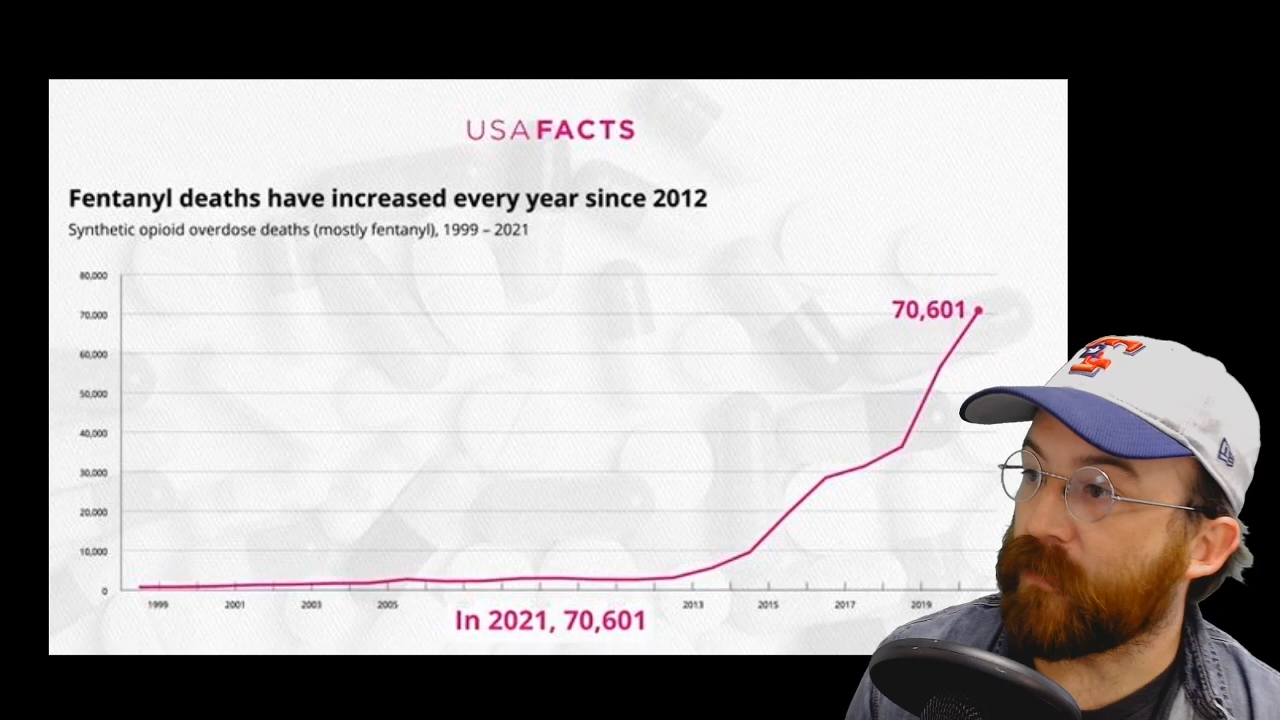 USAFACTS
Fentanyl deaths have increased every year since 2012
Synthetic opioid overdose deaths (mostly fentanyl), 1999 – 2021
80,000
70,000
60,000
50,000
40,000
30,000
20,000
10,000
0
70,601
1999 2001 2003 2005 2013 2015 2017 2019
In 2021, 70,601